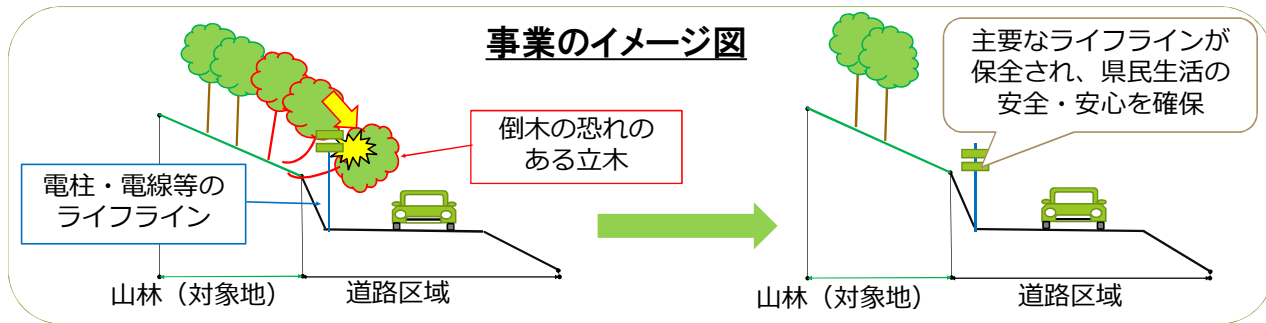 事業のイメージ図
主要なライフラインが
保全され、県民生活の
安全・安心を確保
倒木の恐れの
ある立木
電柱・電線等の
ライフライン
山林（対象地）
道路区域
山林（対象地）
道路区域